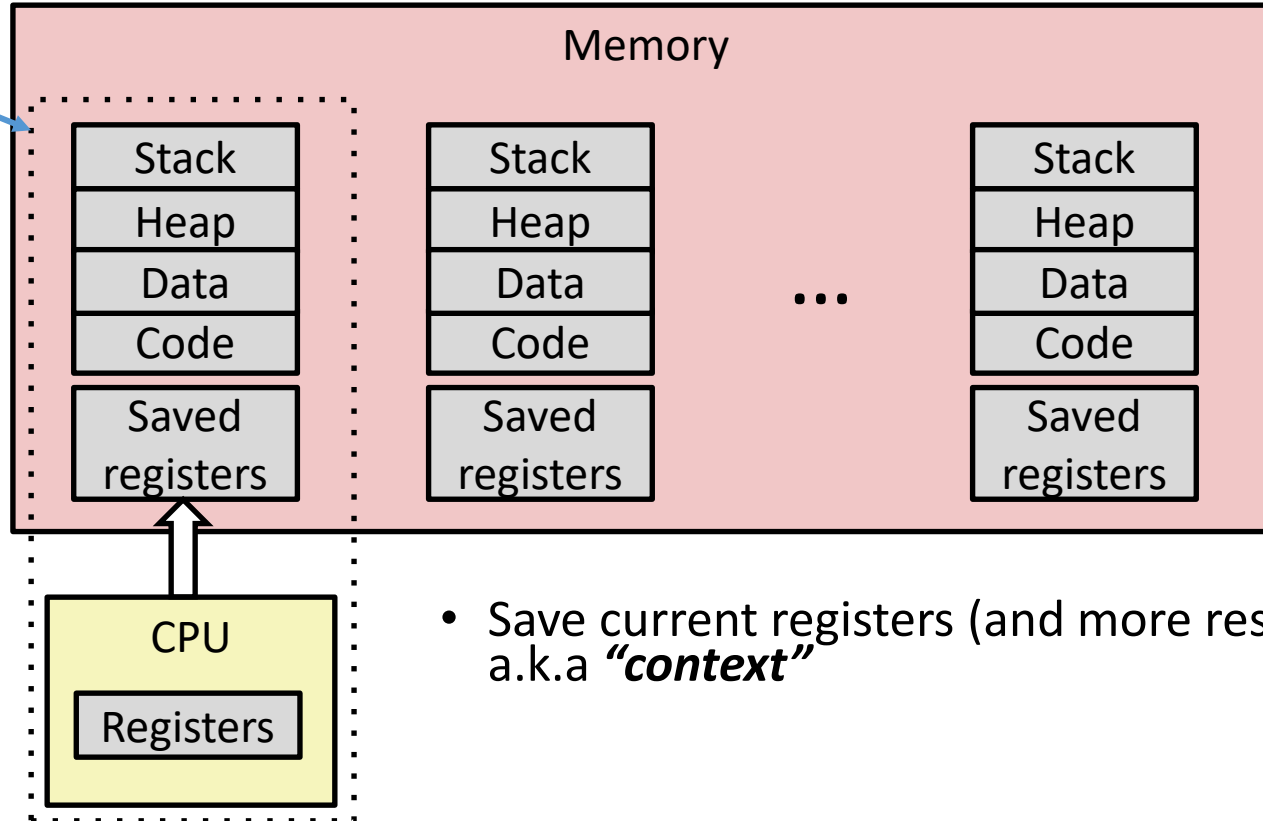 Memory
Stack
Heap
Data
Code
Saved
registers
Stack
Heap
Data
Code
Saved
registers
...
Stack
Heap
Data
Code
Saved
registers
CPU
Registers
• Save current registers (and more res
a.k.a “context”